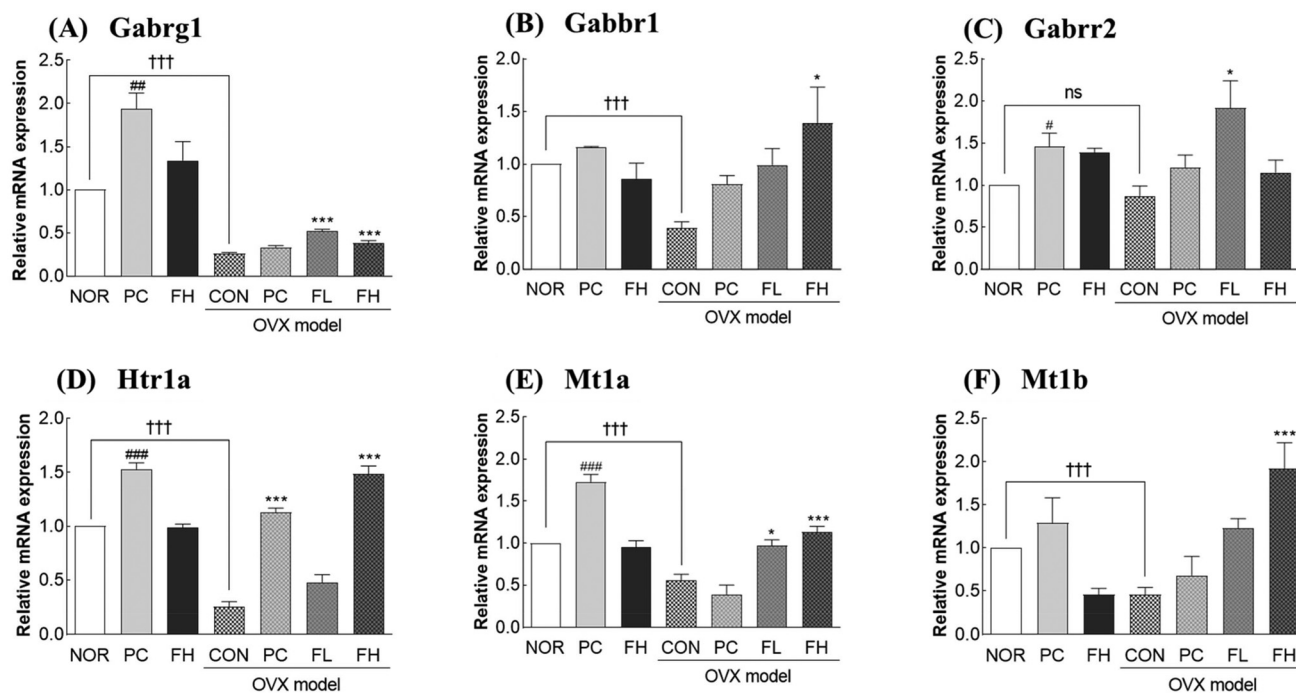 (A) Gabrg1
Relative mRNA expression
2.5
2.0
1.5
1.0
0.5
0.0
†††
##
***
***
NOR PC FH CON PC FL FH
OVX model
(B) Gabbr1
Relative mRNA expression
2.0
1.5
1.0
0.5
0.0
†††
*
NOR PC FH CON PC FL FH
OVX model
(C) Gabrr2
Relative mRNA expression
2.5
2.0
1.5
1.0
0.5
0.0
ns
#
*
NOR PC FH CON PC FL FH
OVX model
(D) Htr1a
Relative mRNA expression
2.0
1.5
1.0
0.5
0.0
†††
###
***
***
NOR PC FH CON PC FL FH
OVX model
(E) Mt1a
Relative mRNA expression
2.5
2.0
1.5
1.0
0.5
0.0
†††
###
*
***
NOR PC FH CON PC FL FH
OVX model
(F) Mt1b
Relative mRNA expression
2.5
2.0
1.5
1.0
0.5
0.0
†††
***
NOR PC FH CON PC FL FH
OVX model